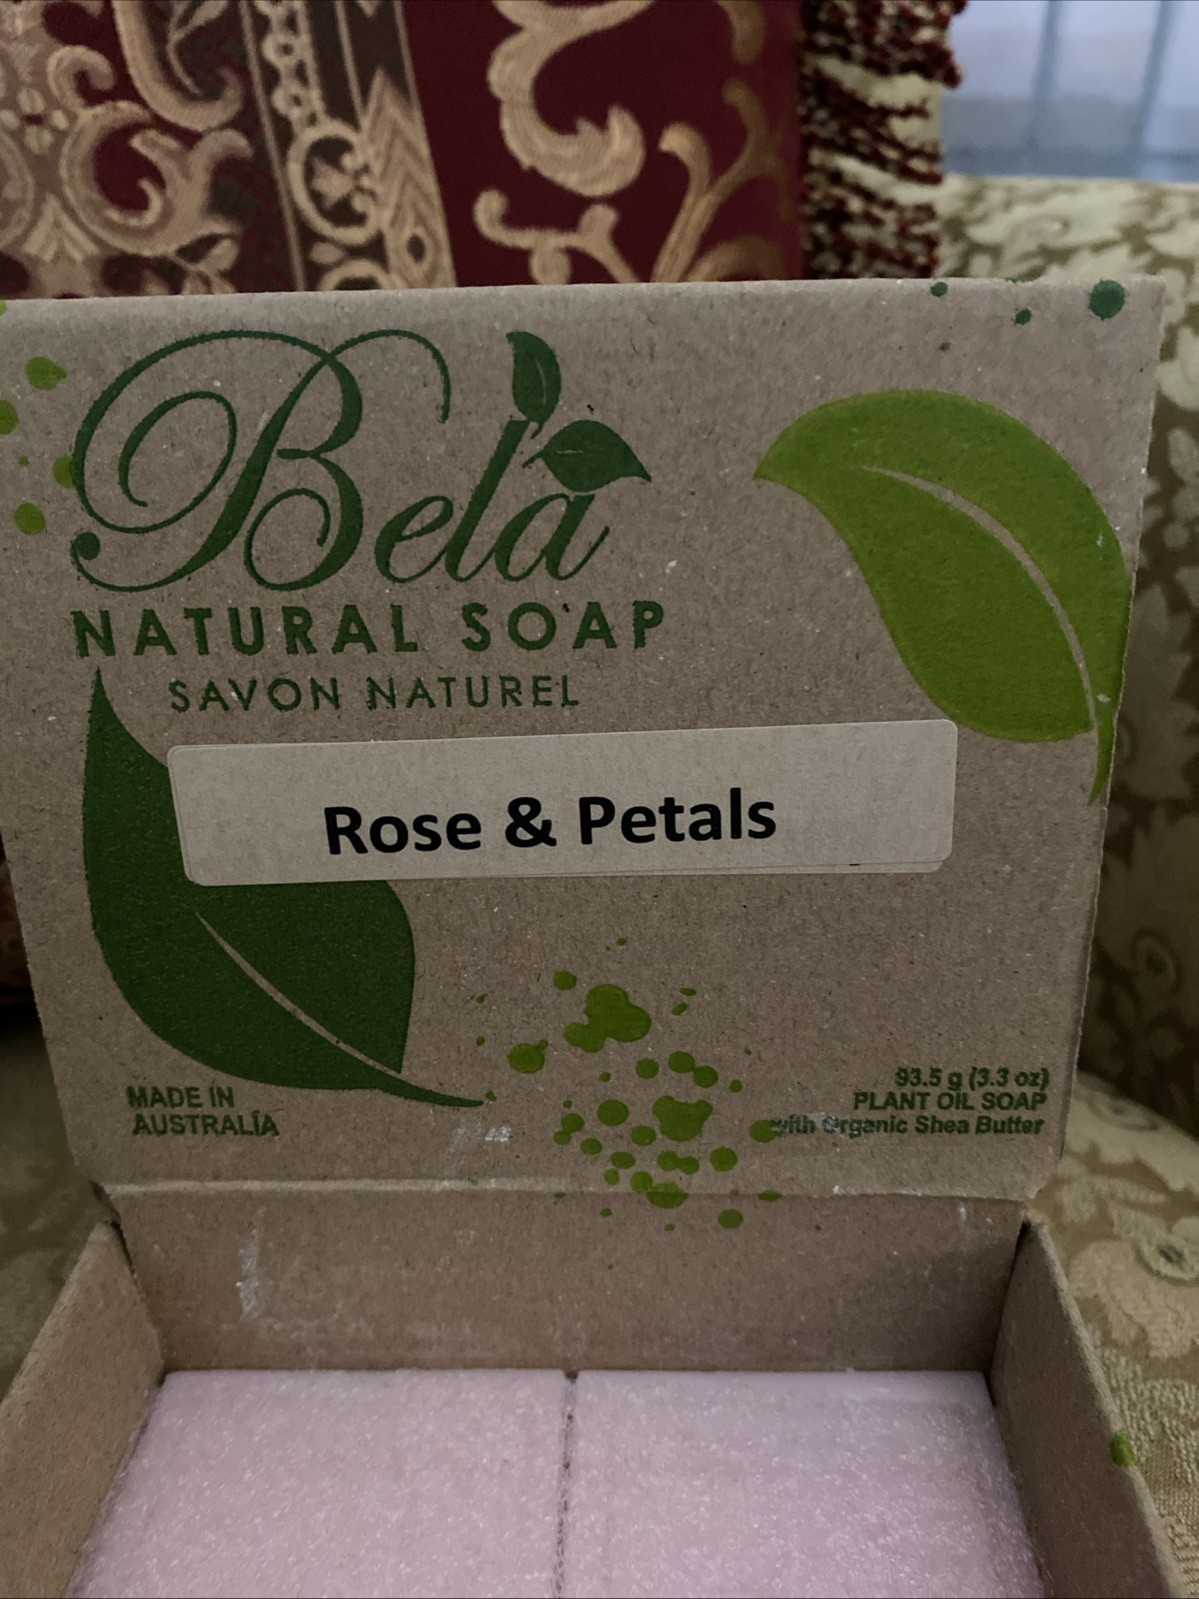 Bela
NATURAL SOAP
SAVON NATUREL
Rose & Petals
MADE IN
AUSTRALIA
93.5 g (3.3 oz)
PLANT OIL SOAP
with Organic Shea Butter